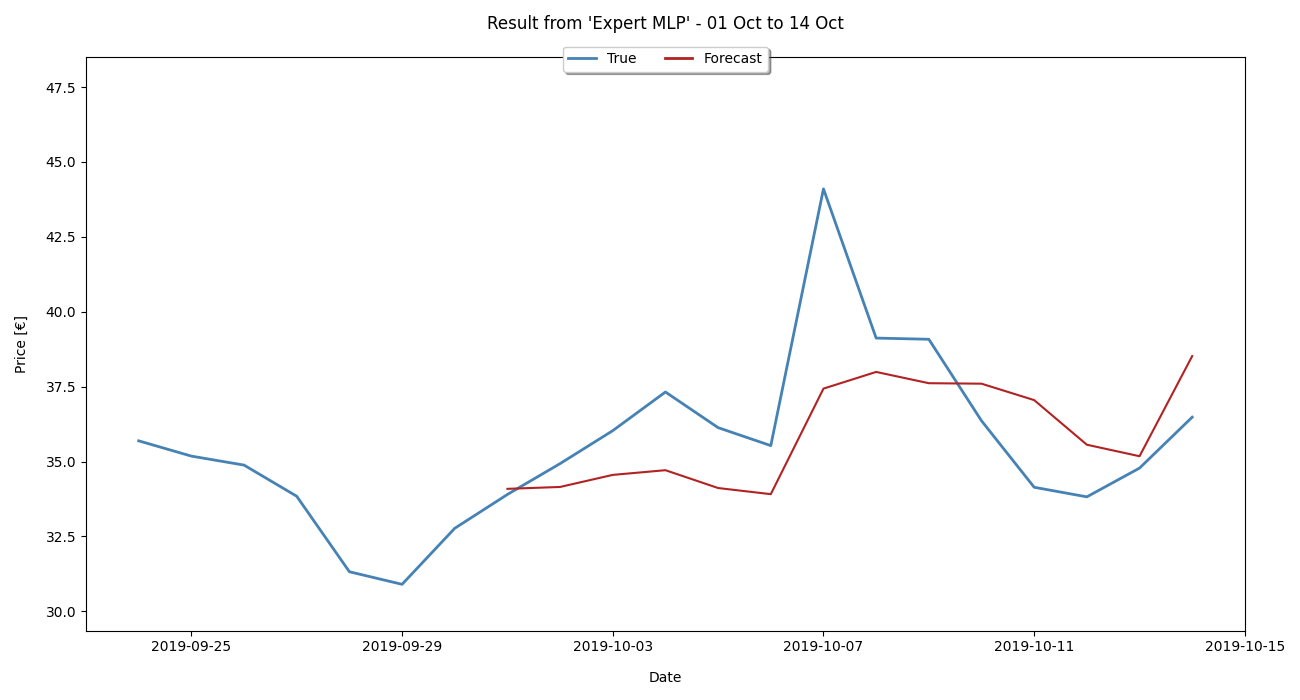 Result from 'Expert MLP' - 01 Oct to 14 Oct
True Forecast
47.5
45.0
42.5
40.0
37.5
35.0
32.5
30.0
Price [€]
2019-09-25 2019-09-29 2019-10-03 2019-10-07 2019-10-11 2019-10-15
Date